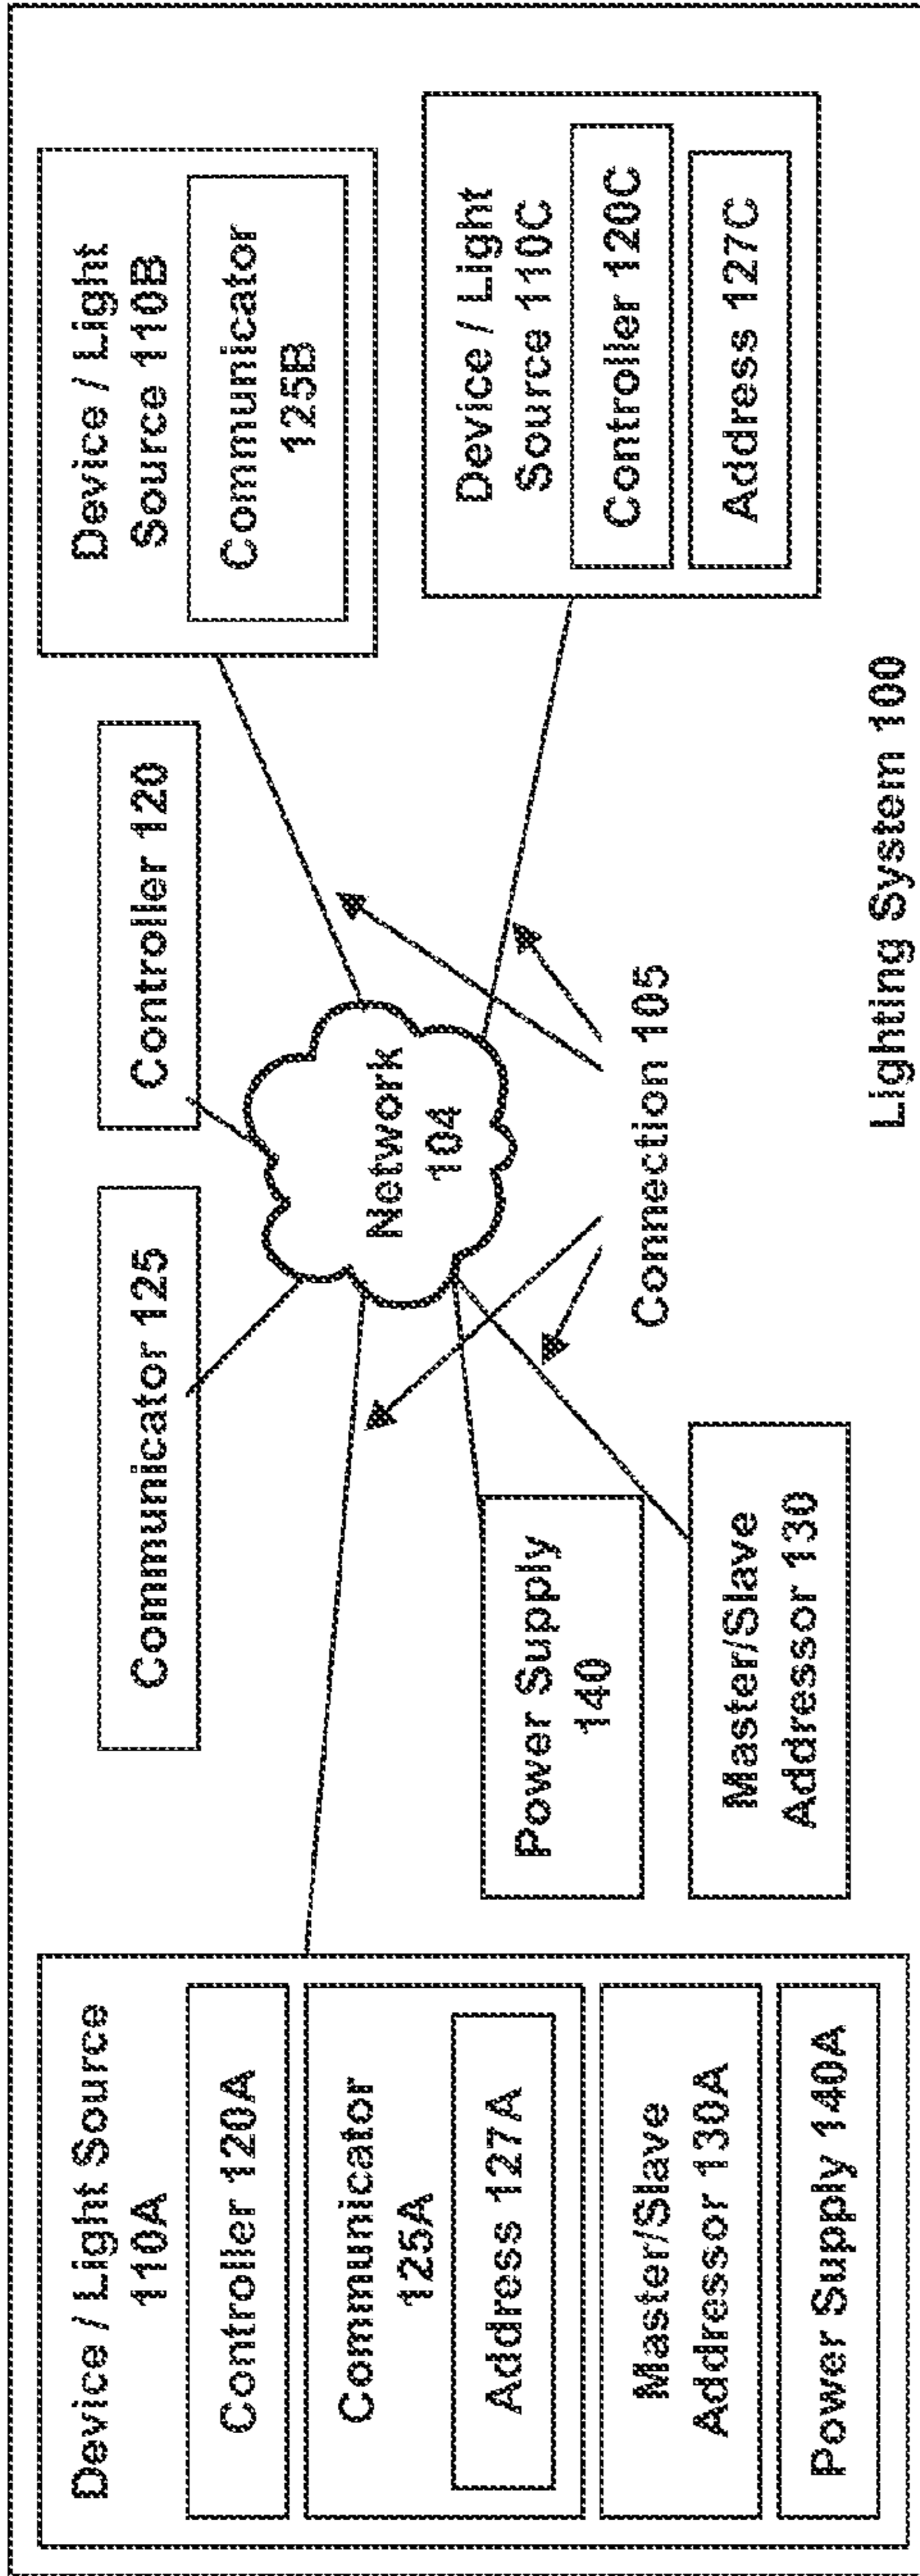 Device / Light Source
110A
Controller 120A
Communicator
125A
Address 127A
Master/Slave
Addressor 130A
Power Supply 140A
Communicator 125
Controller 120
Network
104
Power Supply
140
Master/Slave
Addressor 130
Connection 105
Device / Light
Source 110B
Communicator
125B
Device / Light
Source 110C
Controller 120C
Address 127C
Lighting System 100